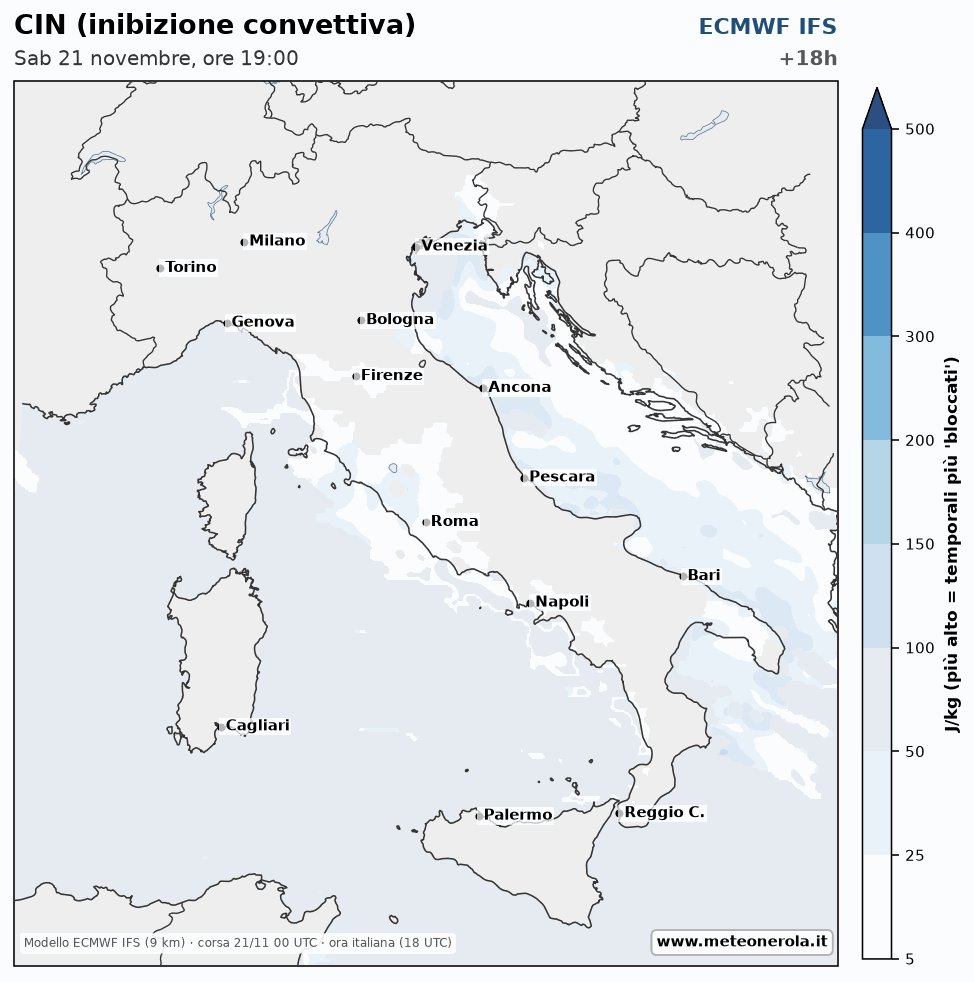 CIN (inibizione convettiva)
ECMWF IFS
Sab 21 novembre, ore 19:00
+18h
Milano
Venezia
Torino
Genova
Bologna
Firenze
Ancona
Pescara
Roma
Bari
Napoli
Cagliari
Palermo
Reggio C.
500
400
300
200
150
100
50
25
5
J/kg (più alto = temporali più 'bloccati')
Modello ECMWF IFS (9 km) · corsa 21/11 00 UTC · ora italiana (18 UTC)
www.meteonerola.it